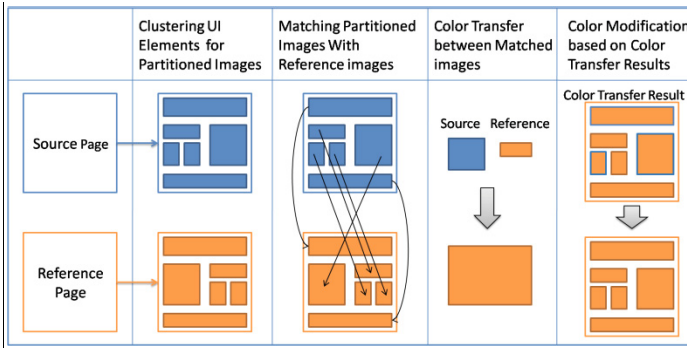 Clustering UI
Elements for
Partitioned Images
Matching Partitioned
Images With
Reference images
Color Transfer
between Matched
images
Color Modification
based on Color
Transfer Results
Source Page
Source
Reference
Color Transfer Result
Reference
Page